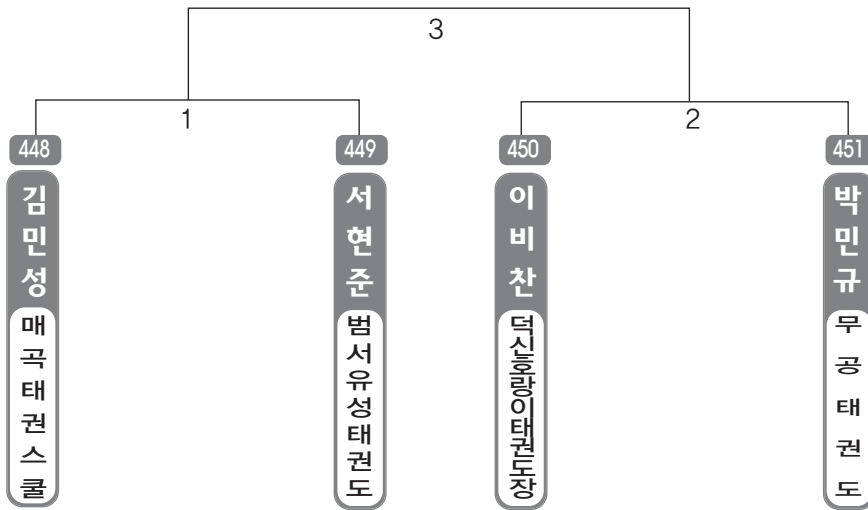 3
1
2
448
449
450
451
김민성
서현준
이비찬
박민규
매곡태권스쿨
범서유성태권도
덕신호랑이태권도장
무공태권도